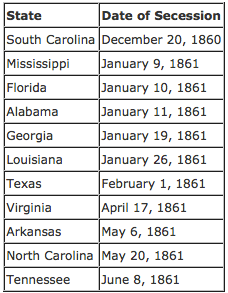 State Date of Secession
South Carolina December 20, 1860
Mississippi January 9, 1861
Florida January 10, 1861
Alabama January 11, 1861
Georgia January 19, 1861
Louisiana January 26, 1861
Texas February 1, 1861
Virginia April 17, 1861
Arkansas May 6, 1861
North Carolina May 20, 1861
Tennessee June 8, 1861